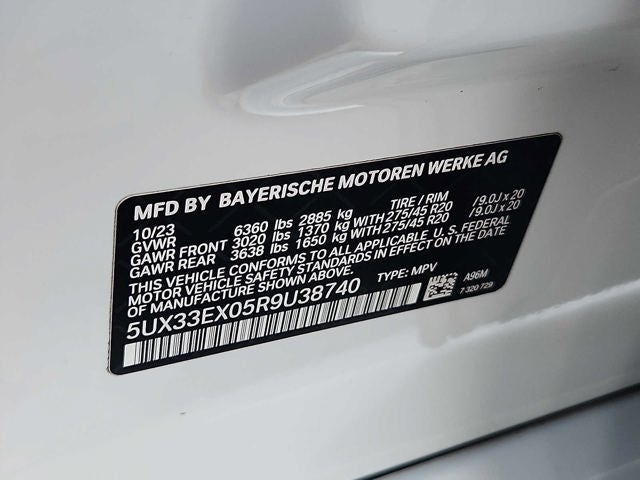 MFD BY BAYERISCHE MOTOREN WERKE AG
10/23 TIRE / RIM
GVWR 6360 lbs 2885 kg
GAWR FRONT 3020 lbs 1370 kg WITH 275/45 R20 /9.0J x 20
GAWR REAR 3638 lbs 1650 kg WITH 275/45 R20 /9.0J x 20
THIS VEHICLE CONFORMS TO ALL APPLICABLE U.S. FEDERAL
MOTOR VEHICLE SAFETY STANDARDS IN EFFECT ON THE
DATE OF MANUFACTURE SHOWN ABOVE.
5UX33EX05R9U38740 TYPE: MPV A96M
7 320 729